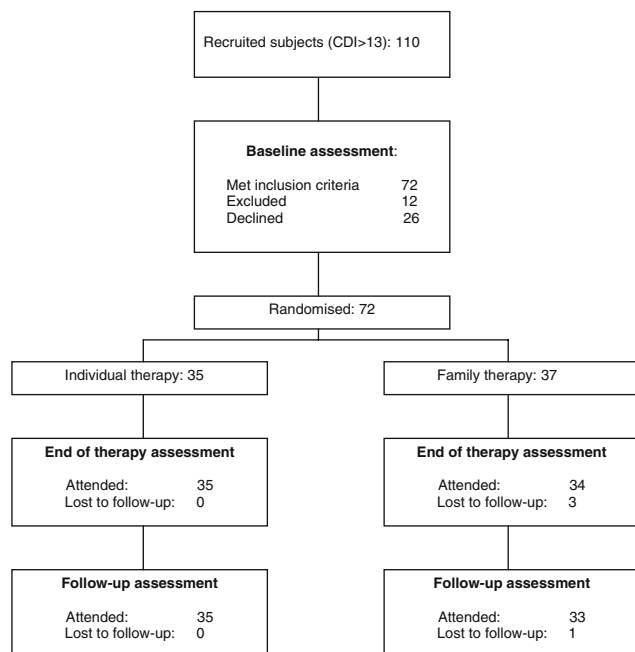 Recruited subjects (CDI>13): 110
Baseline assessment:
Met inclusion criteria 72
Excluded 12
Declined 26
Randomised: 72
Individual therapy: 35
Family therapy: 37
End of therapy assessment
Attended: 35
Lost to follow-up: 0
End of therapy assessment
Attended: 34
Lost to follow-up: 3
Follow-up assessment
Attended: 35
Lost to follow-up: 0
Follow-up assessment
Attended: 33
Lost to follow-up: 1